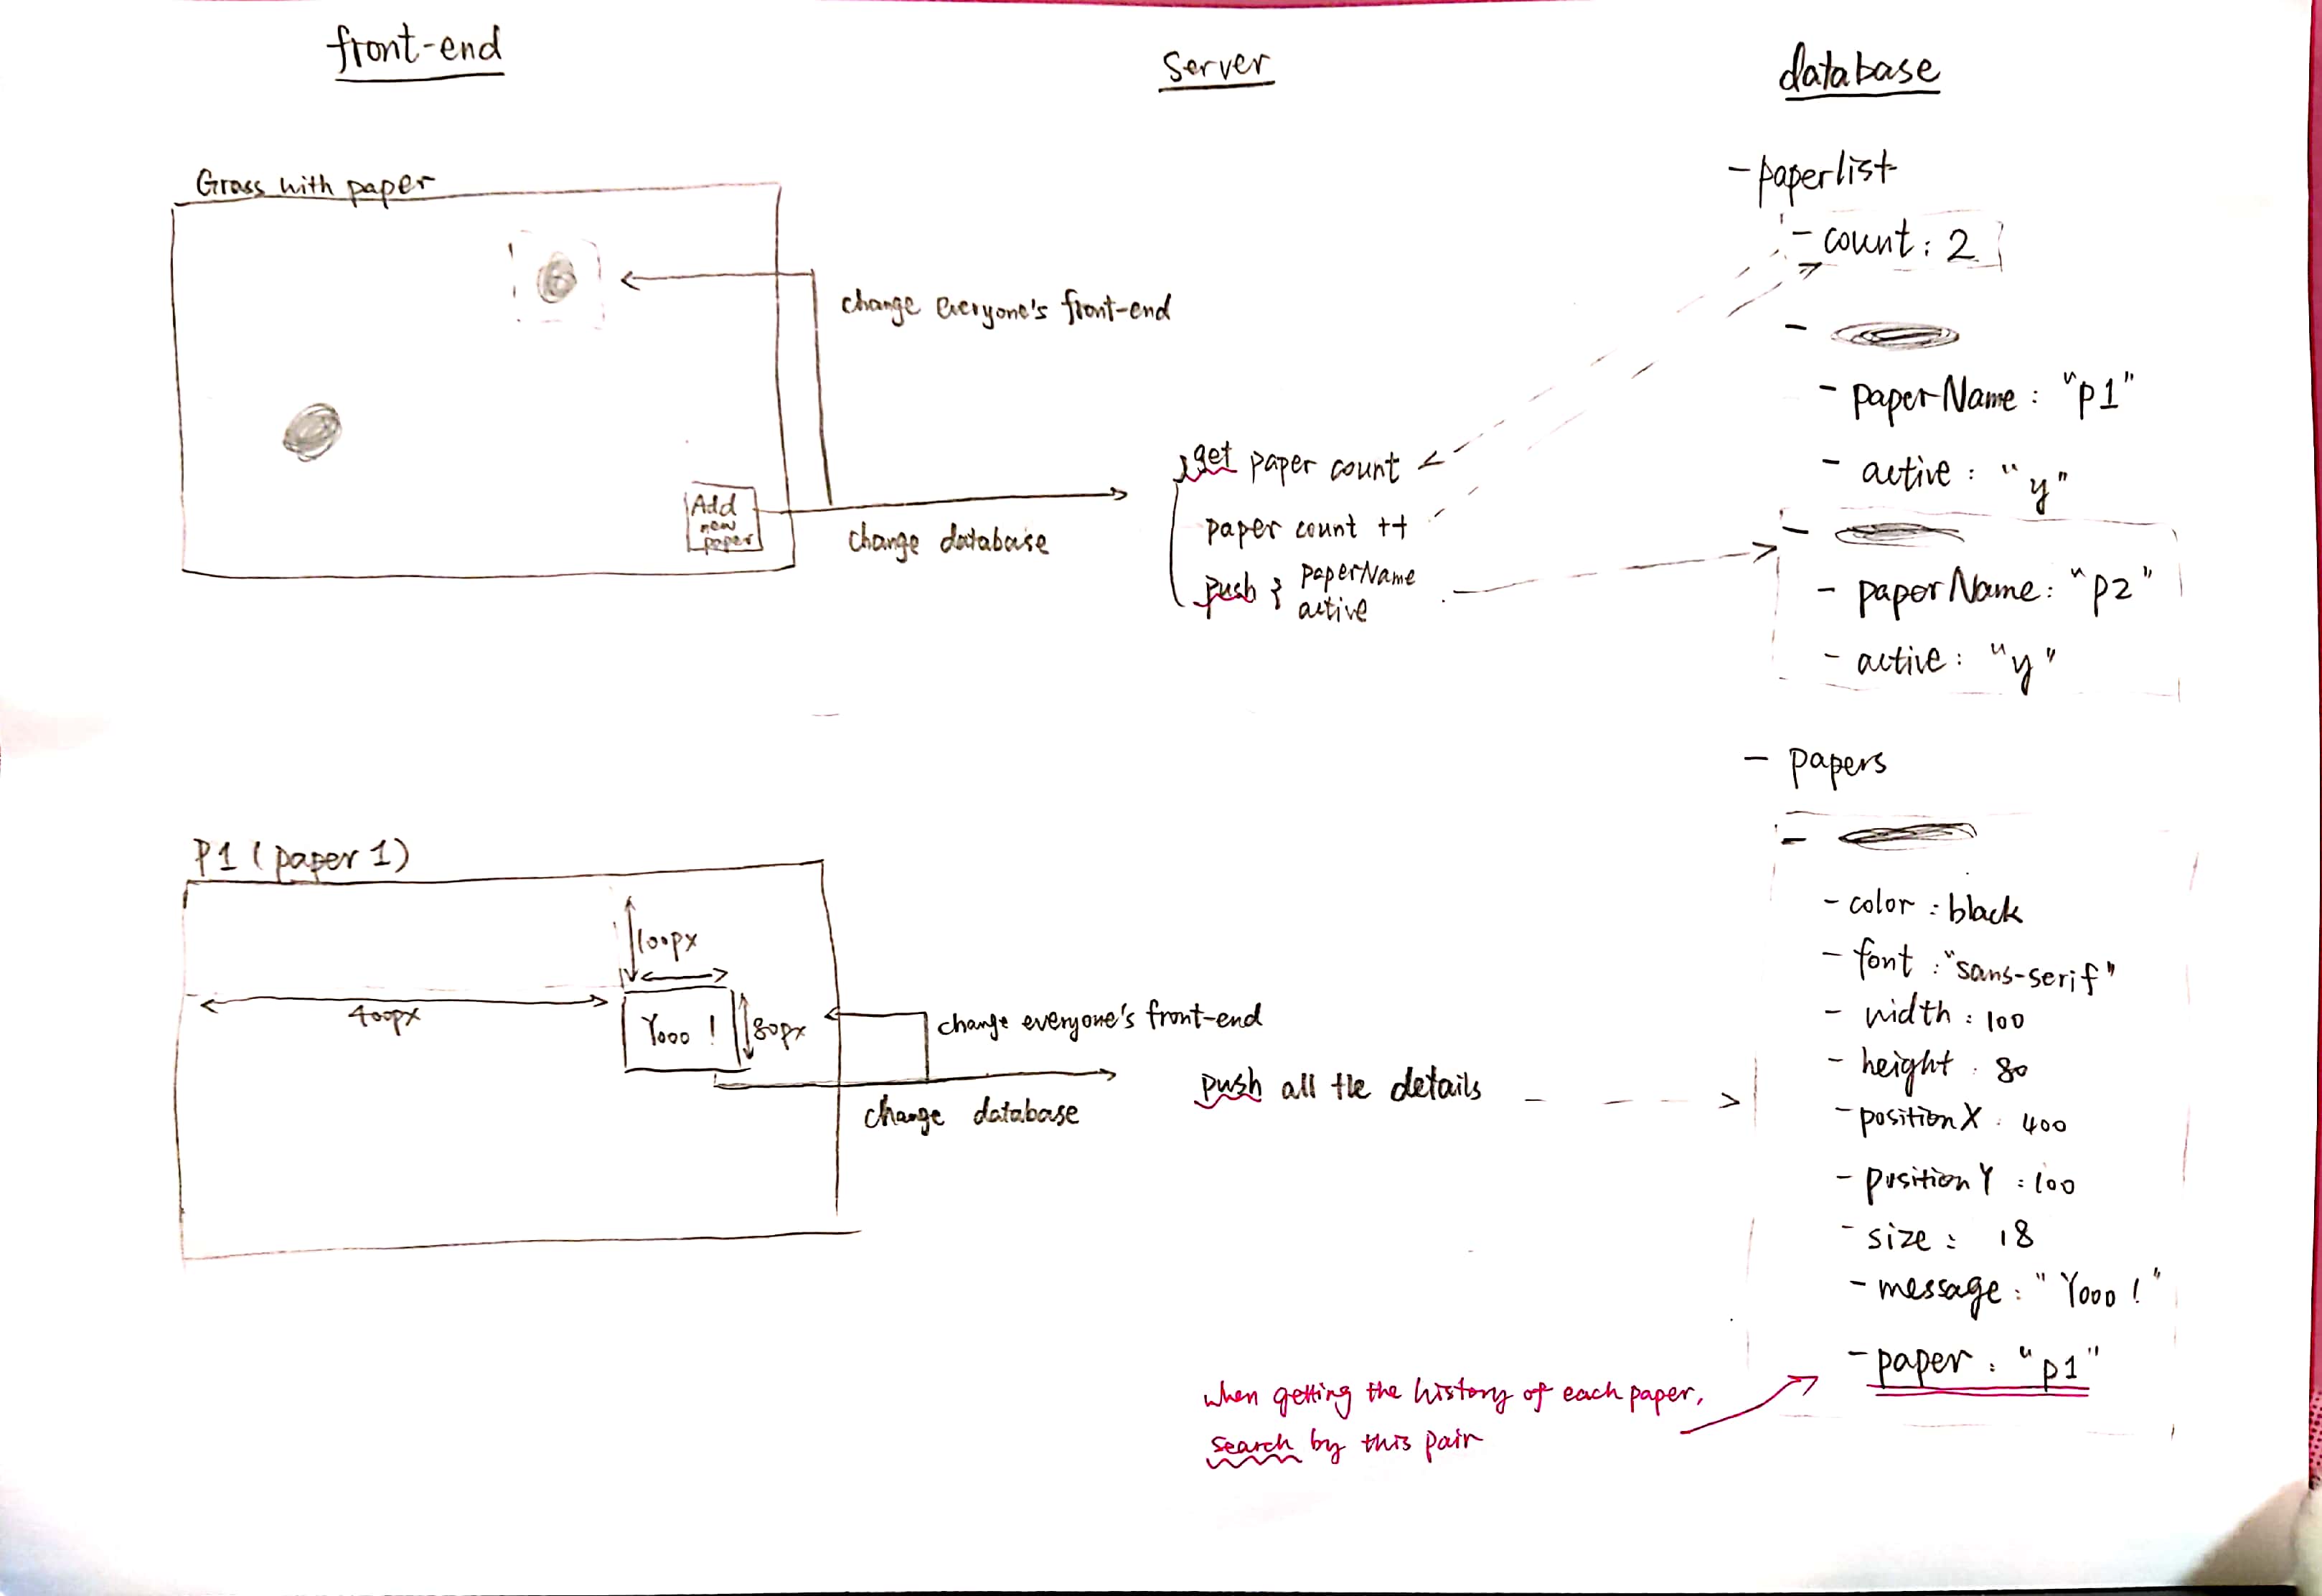 front-end
Server
database
Grass with paper
change everyone's front-end
Add
new
paper
change database
get paper count
paper count ++
push { paperName
active
- paperlist
- count : 2
-
- paperName : "p1"
- active : "y"
-
- paperName : "p2"
- active : "y"
P1 (paper 1)
100px
400px
Yooo !
80px
change everyone's front-end
change database
push all the details
- papers
-
- color : black
- font : "sans-serif"
- width : 100
- height : 80
- positionX : 400
- positionY : 100
- size : 18
- message : "Yooo !"
- paper : "p1"
when getting the history of each paper,
search by this pair